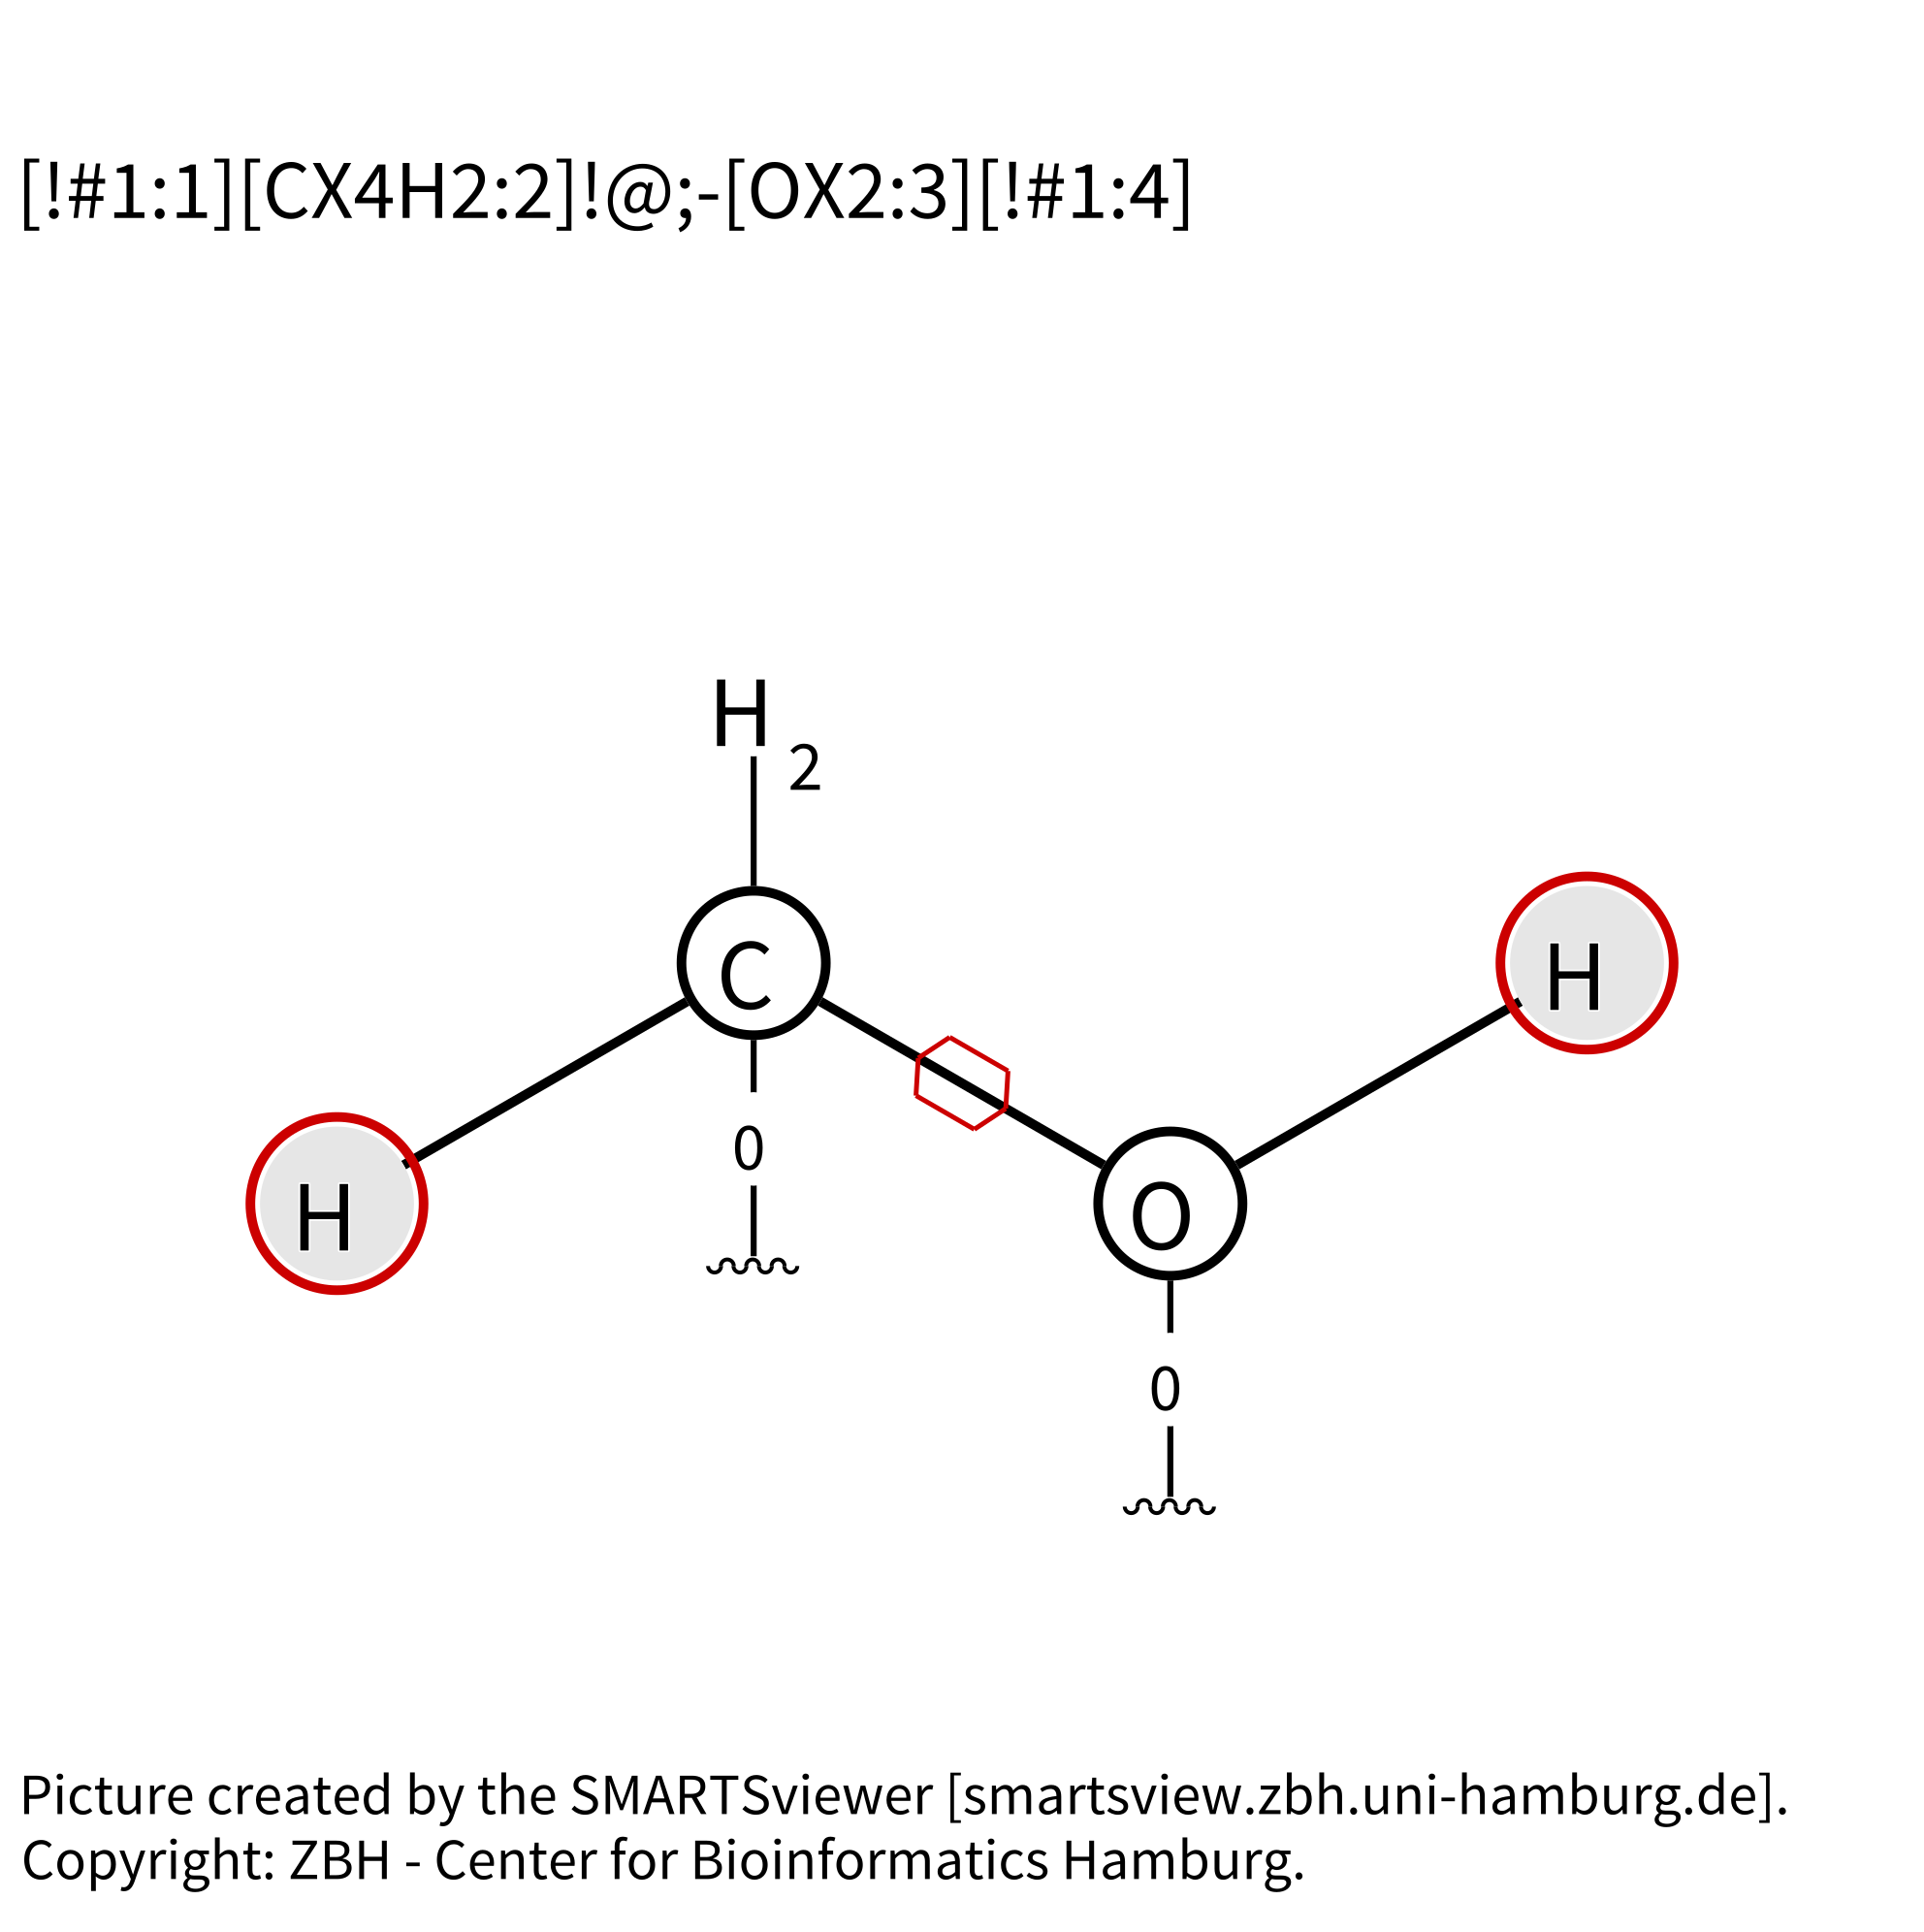 [!#1:1][CX4H2:2]!@;-[OX2:3][!#1:4]
H
2
C
H
0
H
O
0
Picture created by the SMARTSviewer [smartsview.zbh.uni-hamburg.de].
Copyright: ZBH - Center for Bioinformatics Hamburg.